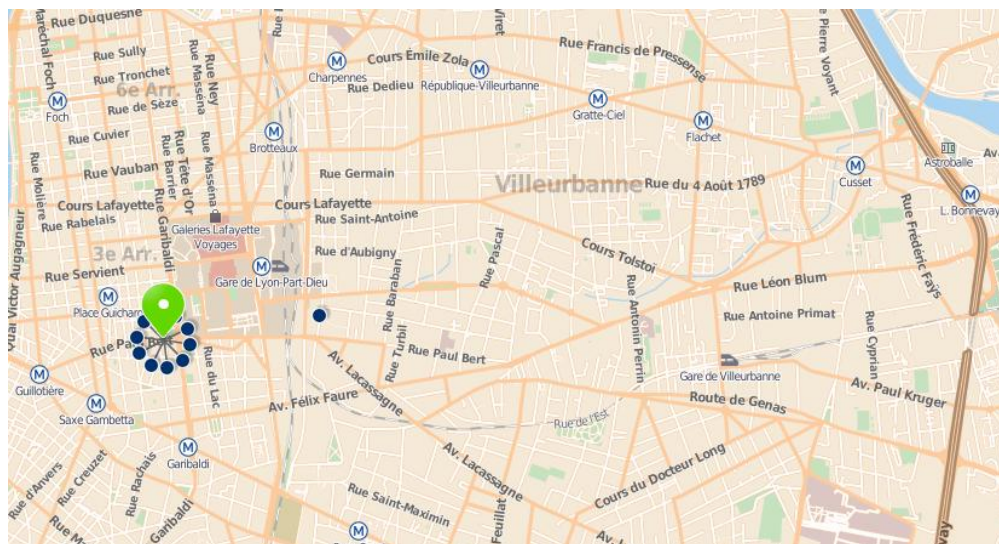 Rue Duquesne
Maréchal Foch
Rue Sully
Rue Tronchet
6e Arr.
Rue de Sèze
Foch
Rue Cuvier
Rue Ney
Rue Masséna
Charpennes
Cours Émile Zola
Rue Dedieu
République-Villeurbanne
Viret
Rue Francis de Pressensé
Gratte-Ciel
Flachet
Pierre Voyant
Astroballe
Cusset
L. Bonnevay
Brotteaux
Rue Vauban
Rue Molière
Rue Barrier
Rue Tête d'Or
Rue Masséna
Rue Germain
Villeurbanne
Rue du 4 Août 1789
Cours Lafayette
Cours Lafayette
Rue Rabelais
Rue Garibaldi
Galeries Lafayette
Voyages
Rue Saint-Antoine
3e Arr.
Rue d'Aubigny
Cours Tolstoï
Rue Pascal
Rue Frédéric Faÿs
Quai Victor Augagneur
Rue Servient
Gare de Lyon-Part-Dieu
Rue Baraban
Rue Léon Blum
Place Guichard
Rue Antoine Primat
Rue Antonin Perrin
Rue Cyprian
Rue du Lac
Rue Turbil
Rue Paul Bert
Gare de Villeurbanne
Guillotière
Av. Lacassagne
Av. Paul Kruger
Saxe Gambetta
Av. Félix Faure
Route de Genas
Rue de l'Est
Garibaldi
Av. Lacassagne
Cours du Docteur Long
Rue d'Anvers
Rue Creuzet
Rue Rachais
Garibaldi
Rue Saint-Maximin
Feuillat